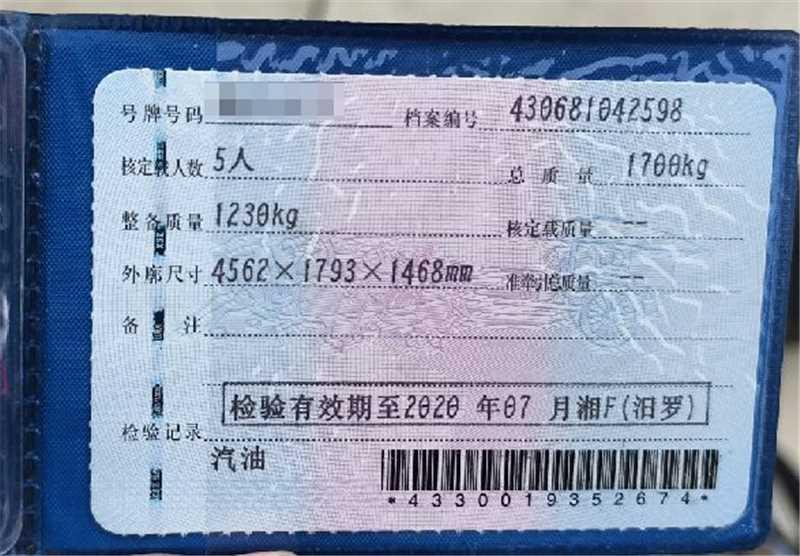 号牌号码 档案编号 430681042598
核定载人数 5人 总质量 1700kg
整备质量 1230kg 核定载质量 --
外廓尺寸 4562×1793×1468mm 准牵引总质量 --
备注
检验记录 检验有效期至2020 年07 月湘F(汨罗)
汽油
*4330019352674*